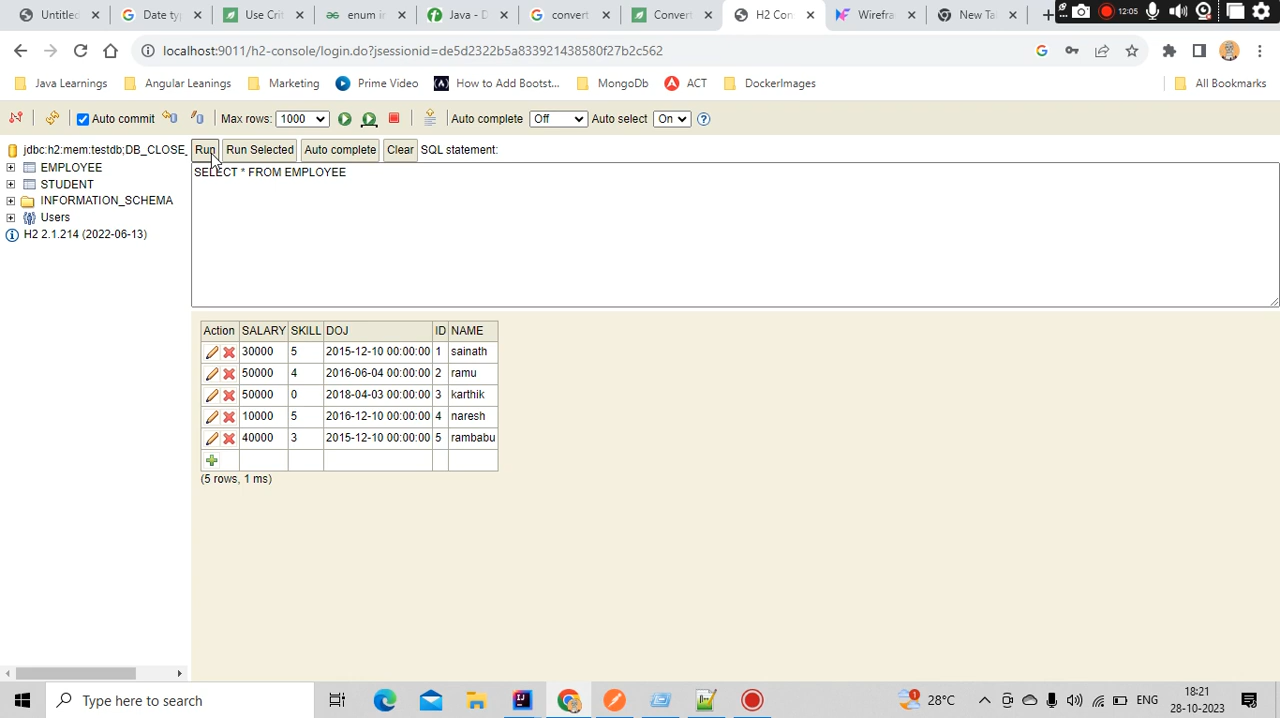 Untitled
Date ty
Use Crit
enum in
Java - D
convert
Convert
H2 Con
Wirefra
New Ta
12:05
localhost:9011/h2-console/login.do?jsessionid=de5d2322b5a833921438580f27b2c562
Java Learnings
Angular Leanings
Marketing
Prime Video
How to Add Bootst...
MongoDb
ACT
DockerImages
All Bookmarks
Auto commit
Max rows: 1000
Auto complete Off
Auto select On
jdbc:h2:mem:testdb;DB_CLOSE_
EMPLOYEE
STUDENT
INFORMATION_SCHEMA
Users
H2 2.1.214 (2022-06-13)
Run Run Selected Auto complete Clear SQL statement:
SELECT * FROM EMPLOYEE
Action SALARY SKILL DOJ ID NAME
30000 5 2015-12-10 00:00:00 1 sainath
50000 4 2016-06-04 00:00:00 2 ramu
50000 0 2018-04-03 00:00:00 3 karthik
10000 5 2016-12-10 00:00:00 4 naresh
40000 3 2015-12-10 00:00:00 5 rambabu
(5 rows, 1 ms)
Type here to search
28°C
ENG
18:21
28-10-2023